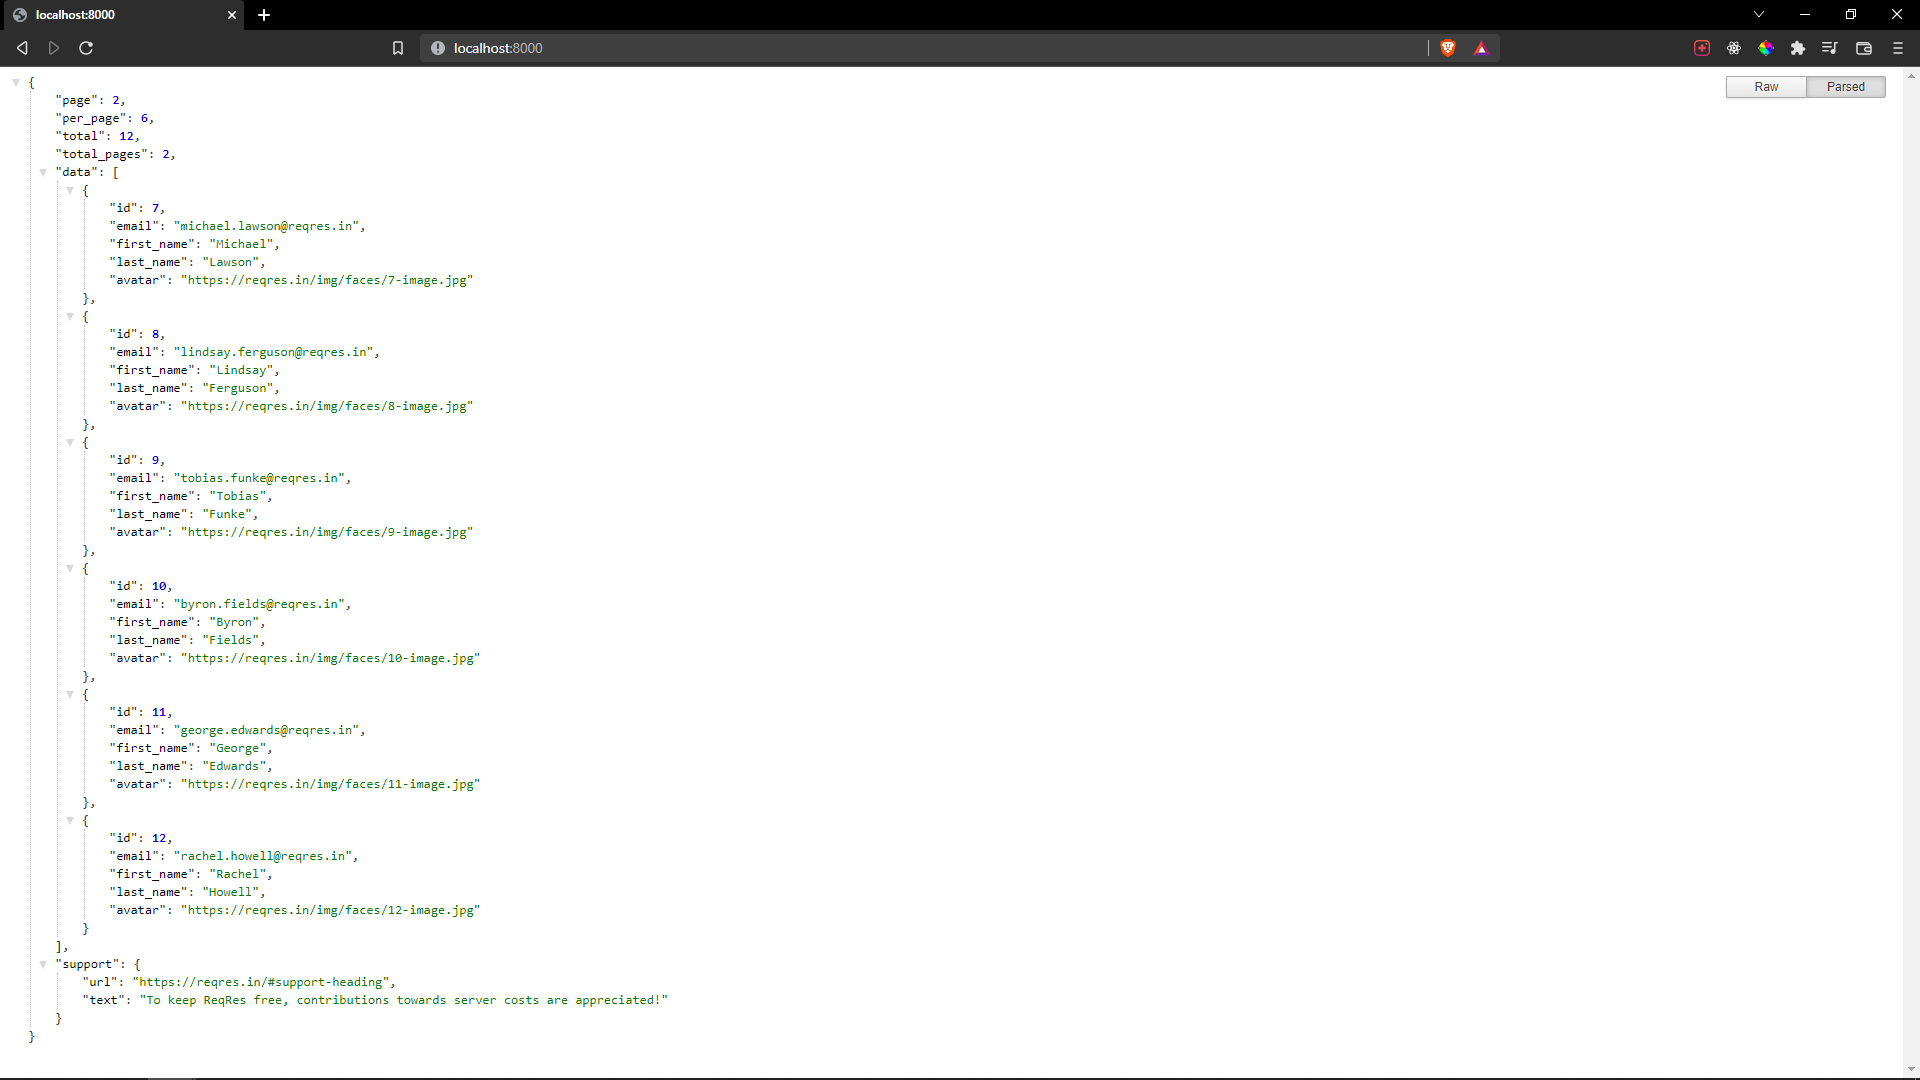 localhost:8000
localhost:8000
Raw Parsed
{
"page": 2,
"per_page": 6,
"total": 12,
"total_pages": 2,
"data": [
{
"id": 7,
"email": "michael.lawson@reqres.in",
"first_name": "Michael",
"last_name": "Lawson",
"avatar": "https://reqres.in/img/faces/7-image.jpg"
},
{
"id": 8,
"email": "lindsay.ferguson@reqres.in",
"first_name": "Lindsay",
"last_name": "Ferguson",
"avatar": "https://reqres.in/img/faces/8-image.jpg"
},
{
"id": 9,
"email": "tobias.funke@reqres.in",
"first_name": "Tobias",
"last_name": "Funke",
"avatar": "https://reqres.in/img/faces/9-image.jpg"
},
{
"id": 10,
"email": "byron.fields@reqres.in",
"first_name": "Byron",
"last_name": "Fields",
"avatar": "https://reqres.in/img/faces/10-image.jpg"
},
{
"id": 11,
"email": "george.edwards@reqres.in",
"first_name": "George",
"last_name": "Edwards",
"avatar": "https://reqres.in/img/faces/11-image.jpg"
},
{
"id": 12,
"email": "rachel.howell@reqres.in",
"first_name": "Rachel",
"last_name": "Howell",
"avatar": "https://reqres.in/img/faces/12-image.jpg"
}
],
"support": {
"url": "https://reqres.in/#support-heading",
"text": "To keep ReqRes free, contributions towards server costs are appreciated!"
}
}